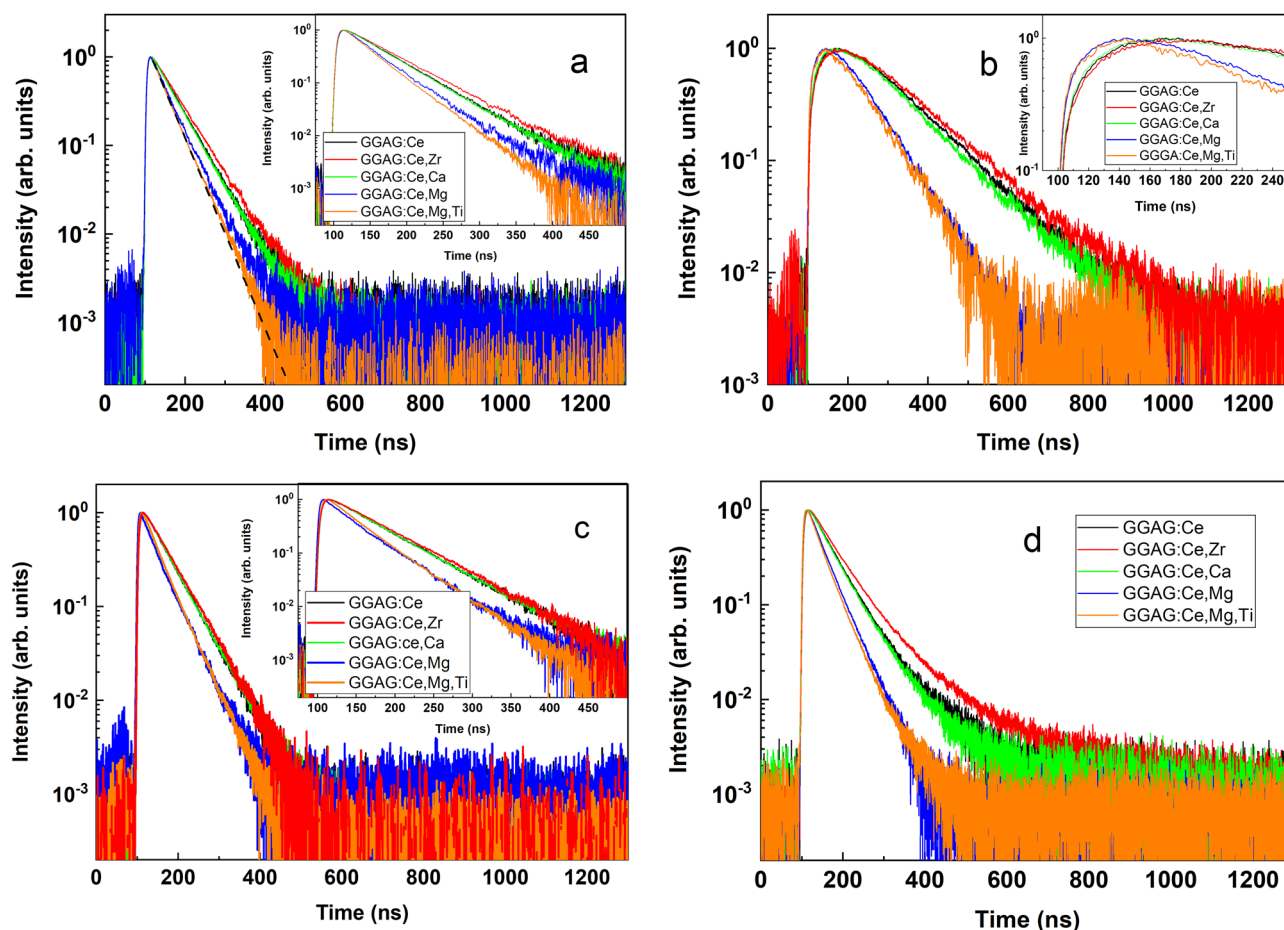 a
Intensity (arb. units)
10^0
10^-1
10^-2
10^-3
0 200 400 600 800 1000 1200
Time (ns)
Intensity (arb. units)
10^0
10^-1
10^-2
10^-3
GGAG:Ce
GGAG:Ce,Zr
GGAG:Ce,Ca
GGAG:Ce,Mg
GGAG:Ce,Mg,Ti
100 150 200 250 300 350 400 450
Time (ns)
b
Intensity (arb. units)
10^0
10^-1
10^-2
10^-3
0 200 400 600 800 1000 1200
Time (ns)
Intensity (arb. units)
10^0
10^-1
GGAG:Ce
GGAG:Ce,Zr
GGAG:Ce,Ca
GGAG:Ce,Mg
GGGA:Ce,Mg,Ti
100 120 140 160 180 200 220 240
Time (ns)
c
Intensity (arb. units)
10^0
10^-1
10^-2
10^-3
0 200 400 600 800 1000 1200
Time (ns)
Intensity (arb. units)
10^0
10^-1
10^-2
10^-3
GGAG:Ce
GGAG:Ce,Zr
GGAG:ce,Ca
GGAG:Ce,Mg
GGAG:Ce,Mg,Ti
100 150 200 250 300 350 400 450
Time (ns)
d
Intensity (arb. units)
10^0
10^-1
10^-2
10^-3
GGAG:Ce
GGAG:Ce,Zr
GGAG:Ce,Ca
GGAG:Ce,Mg
GGAG:Ce,Mg,Ti
0 200 400 600 800 1000 1200
Time (ns)